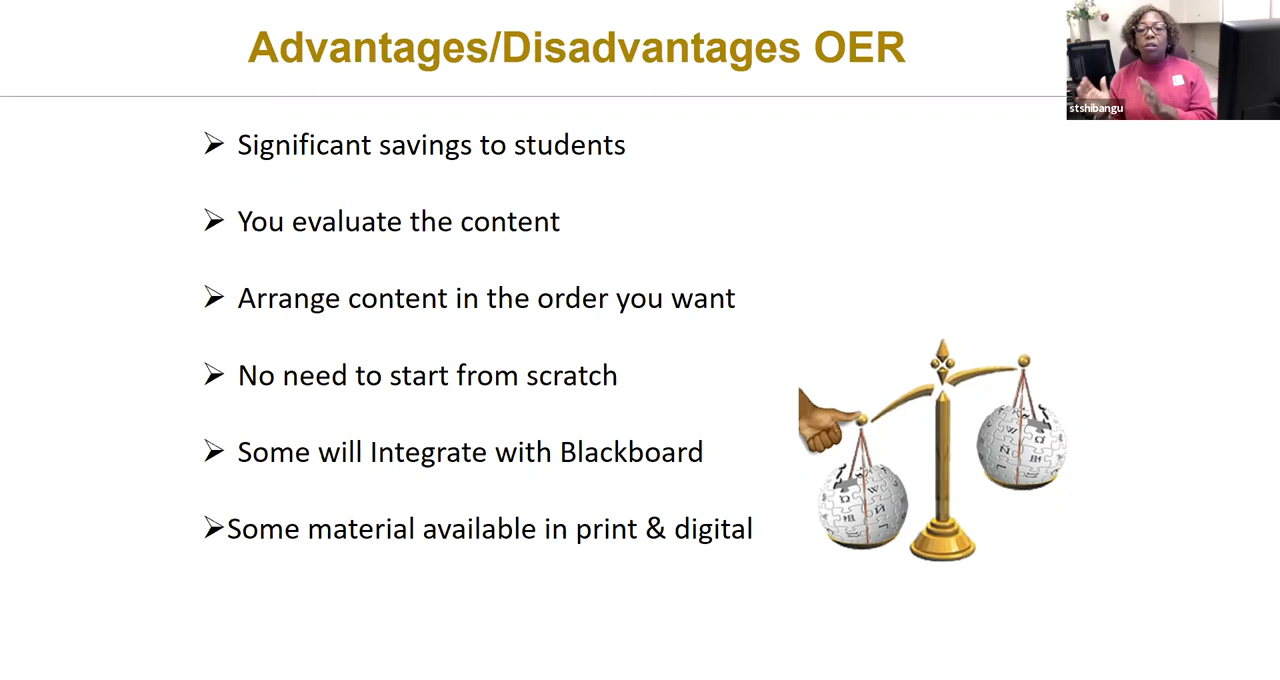 Advantages/Disadvantages OER
stshibangu
Significant savings to students
You evaluate the content
Arrange content in the order you want
No need to start from scratch
Some will Integrate with Blackboard
Some material available in print & digital